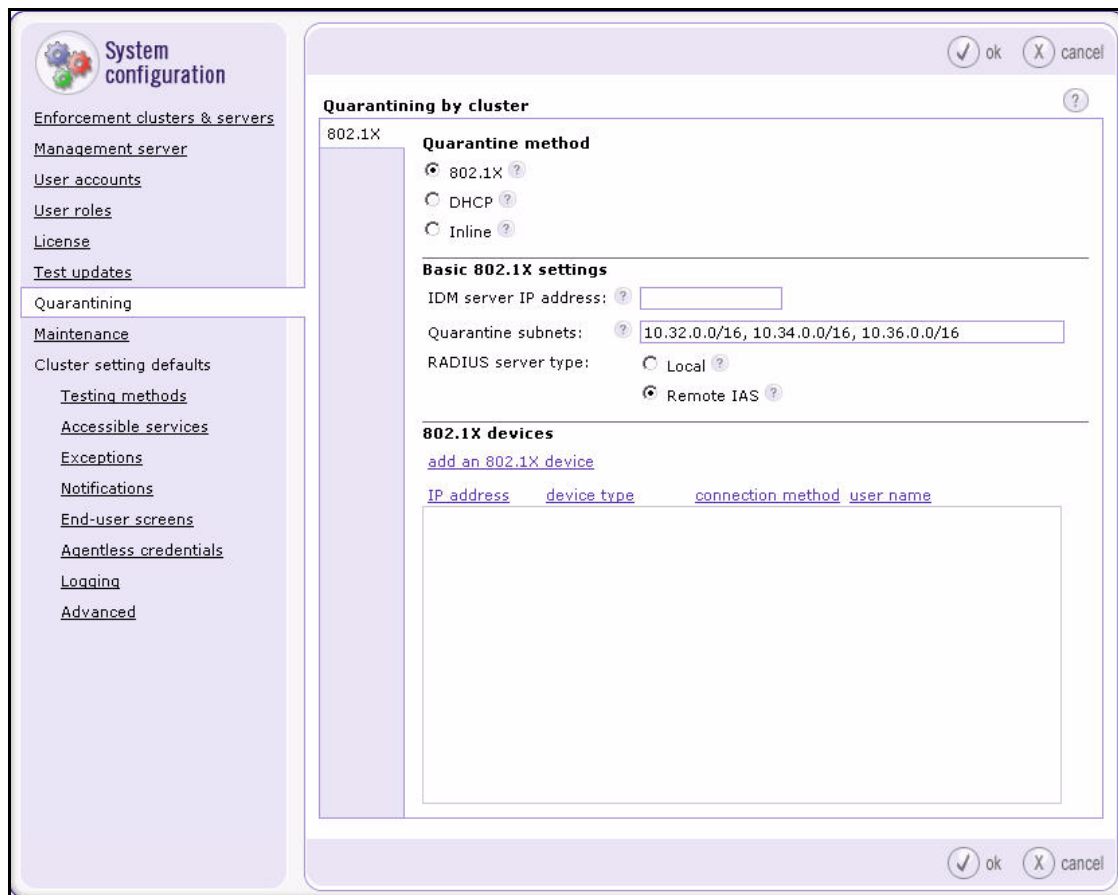 System
configuration
Enforcement clusters & servers
Management server
User accounts
User roles
License
Test updates
Quarantining
Maintenance
Cluster setting defaults
Testing methods
Accessible services
Exceptions
Notifications
End-user screens
Agentless credentials
Logging
Advanced
ok cancel
Quarantining by cluster ?
802.1X
Quarantine method
802.1X ?
DHCP ?
Inline ?
Basic 802.1X settings
IDM server IP address: ?
Quarantine subnets: ? 10.32.0.0/16, 10.34.0.0/16, 10.36.0.0/16
RADIUS server type: Local ?
Remote IAS ?
802.1X devices
add an 802.1X device
IP address device type connection method user name
ok cancel